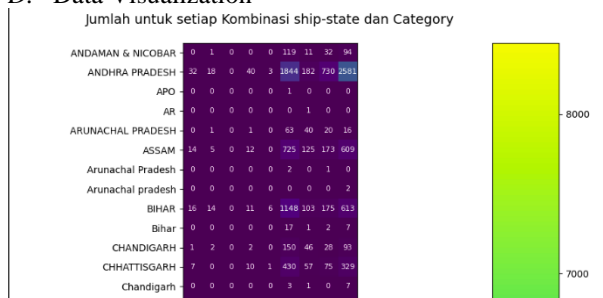 D. Data Visualization
Jumlah untuk setiap Kombinasi ship-state dan Category
ANDAMAN & NICOBAR 0 1 0 0 0 119 11 32 94
ANDHRA PRADESH 32 18 0 40 3 1844 182 730 2581
APO 0 0 0 0 0 1 0 0 0
AR 0 0 0 0 0 0 1 0 0
ARUNACHAL PRADESH 0 1 0 1 0 63 40 20 16
ASSAM 14 5 0 12 0 725 125 173 609
Arunachal Pradesh 0 0 0 0 0 2 0 1 0
Arunachal pradesh 0 0 0 0 0 0 0 0 2
BIHAR 16 14 0 11 6 1148 103 175 613
Bihar 0 0 0 0 0 17 1 2 7
CHANDIGARH 1 2 0 2 0 150 46 28 93
CHHATTISGARH 7 0 0 10 1 430 57 75 329
Chandigarh 0 0 0 0 0 3 1 0 7
8000
7000